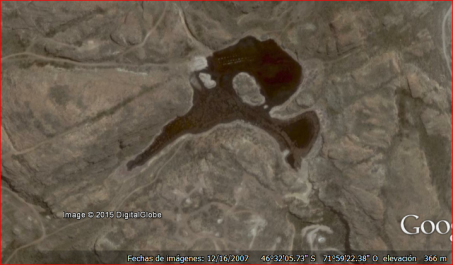 Image © 2015 DigitalGlobe
Goo
Fechas de imágenes: 12/16/2007 46°32'05.73" S 71°59'22.38" O elevación 366 m